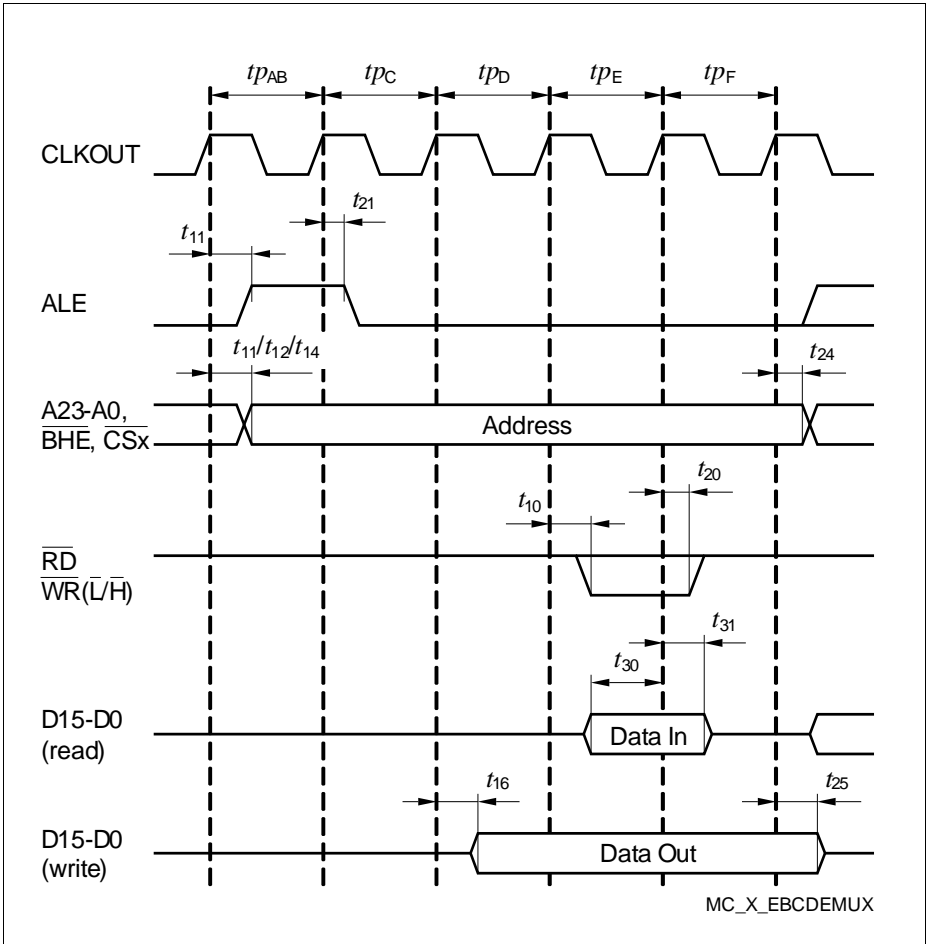 tpAB tpC tpD tpE tpF
CLKOUT
t21
t11
ALE
t11/t12/t14 t24
A23-A0,
BHE, CSx Address
t20
t10
RD
WR(L/H)
t31
t30
D15-D0
(read) Data In
t16 t25
D15-D0
(write) Data Out
MC_X_EBCDEMUX